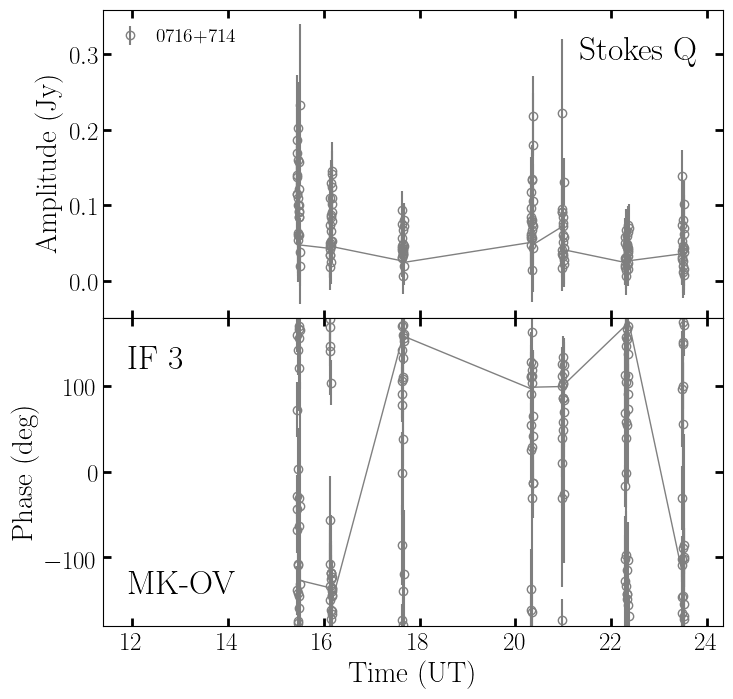 0716+714
Stokes Q
0.3
0.2
0.1
0.0
Amplitude (Jy)
IF 3
100
0
−100
Phase (deg)
MK-OV
12 14 16 18 20 22 24
Time (UT)